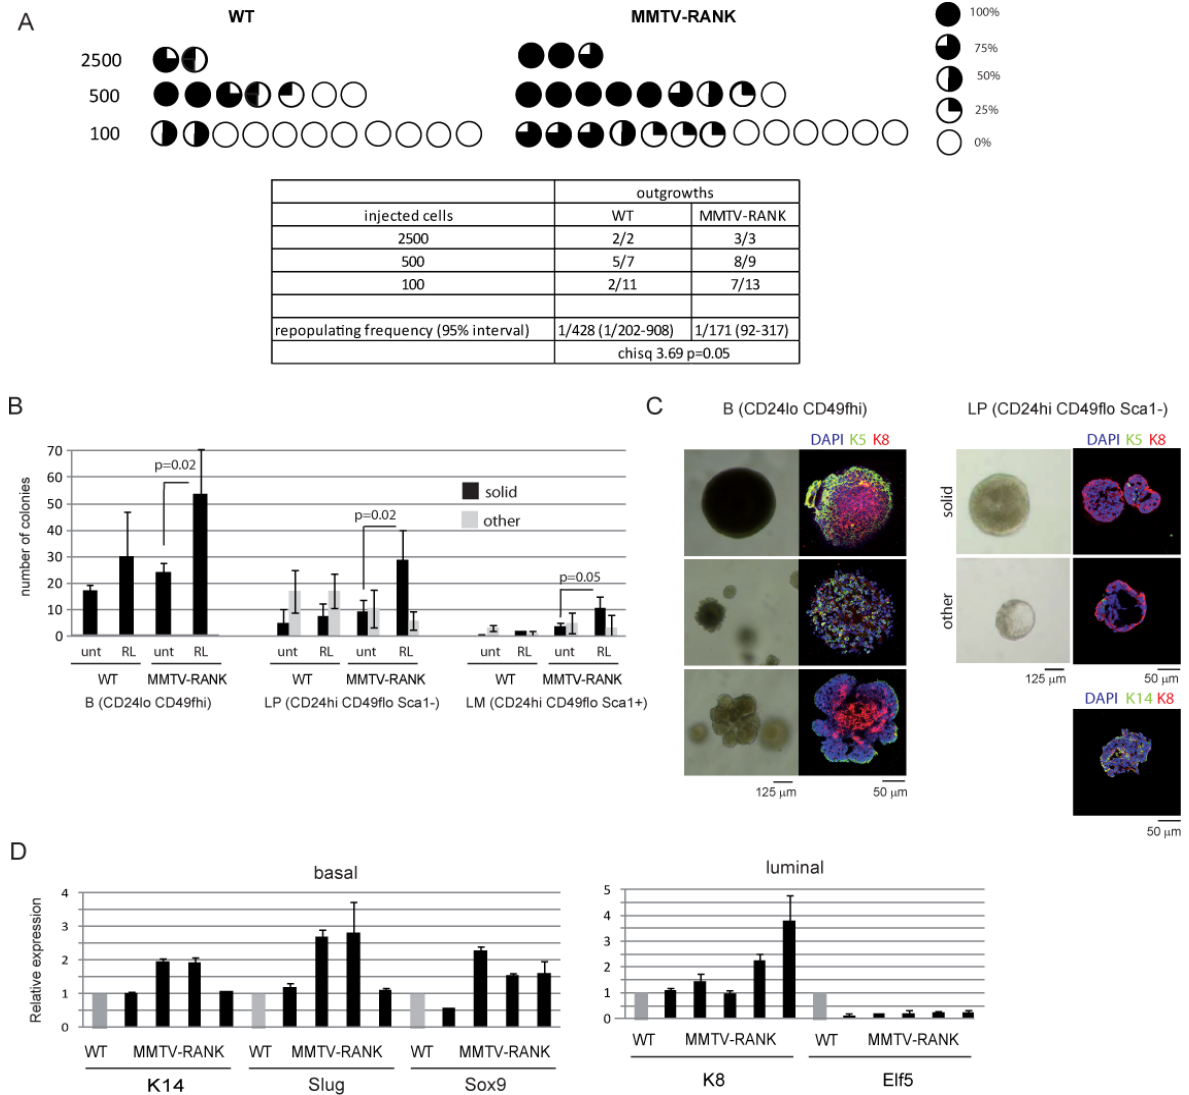 A
WT
MMTV-RANK
100%
75%
50%
25%
0%
2500
500
100
outgrowths
injected cells WT MMTV-RANK
2500 2/2 3/3
500 5/7 8/9
100 2/11 7/13
repopulating frequency (95% interval) 1/428 (1/202-908) 1/171 (92-317)
chisq 3.69 p=0.05
B
number of colonies
70
60
50
40
30
20
10
0
p=0.02
p=0.02
p=0.05
solid
other
unt RL unt RL unt RL unt RL unt RL unt RL
WT MMTV-RANK WT MMTV-RANK WT MMTV-RANK
B (CD24lo CD49fhi) LP (CD24hi CD49flo Sca1-) LM (CD24hi CD49flo Sca1+)
C
B (CD24lo CD49fhi)
DAPI K5 K8
125 µm 50 µm
LP (CD24hi CD49flo Sca1-)
DAPI K5 K8
solid
other
125 µm 50 µm
DAPI K14 K8
50 µm
D
basal
Relative expression
4
3
2
1
0
WT MMTV-RANK WT MMTV-RANK WT MMTV-RANK
K14 Slug Sox9
luminal
5
4
3
2
1
0
WT MMTV-RANK WT MMTV-RANK
K8 Elf5